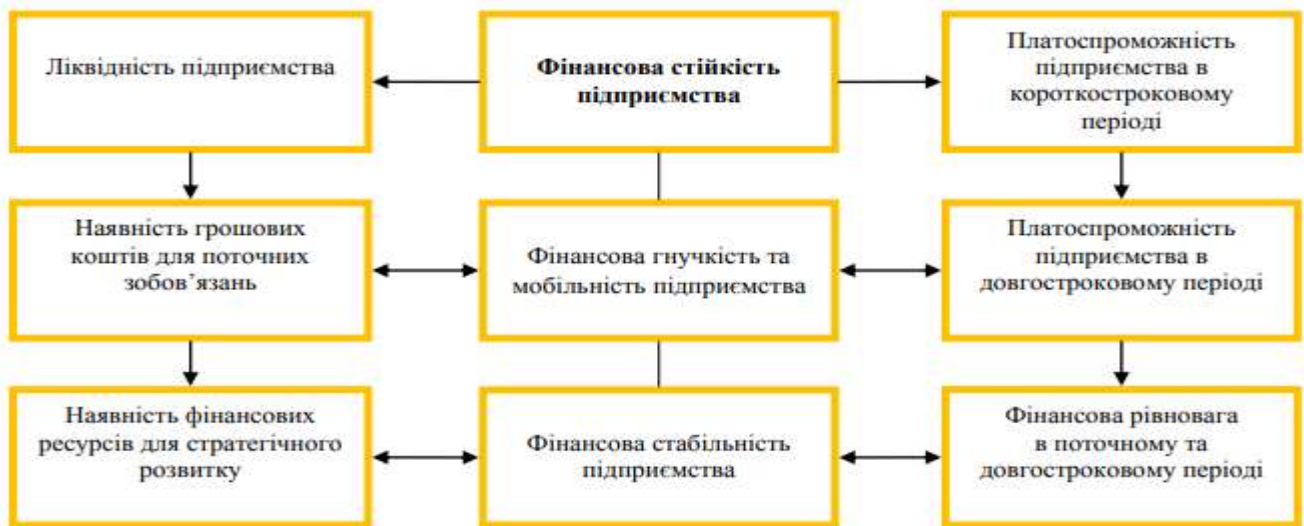 Ліквідність підприємства
Фінансова стійкість
підприємства
Платоспроможність
підприємства в
короткостроковому
періоді
Наявність грошових
коштів для поточних
зобов’язань
Фінансова гнучкість та
мобільність підприємства
Платоспроможність
підприємства в
довгостроковому періоді
Наявність фінансових
ресурсів для стратегічного
розвитку
Фінансова стабільність
підприємства
Фінансова рівновага
в поточному та
довгостроковому періоді